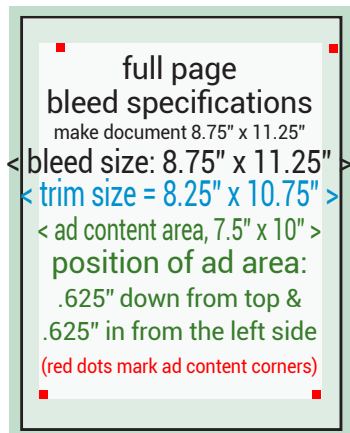 full page
bleed specifications
make document 8.75" x 11.25"
< bleed size: 8.75" x 11.25" >
< trim size = 8.25" x 10.75" >
< ad content area, 7.5" x 10" >
position of ad area:
.625" down from top &
.625" in from the left side
(red dots mark ad content corners)